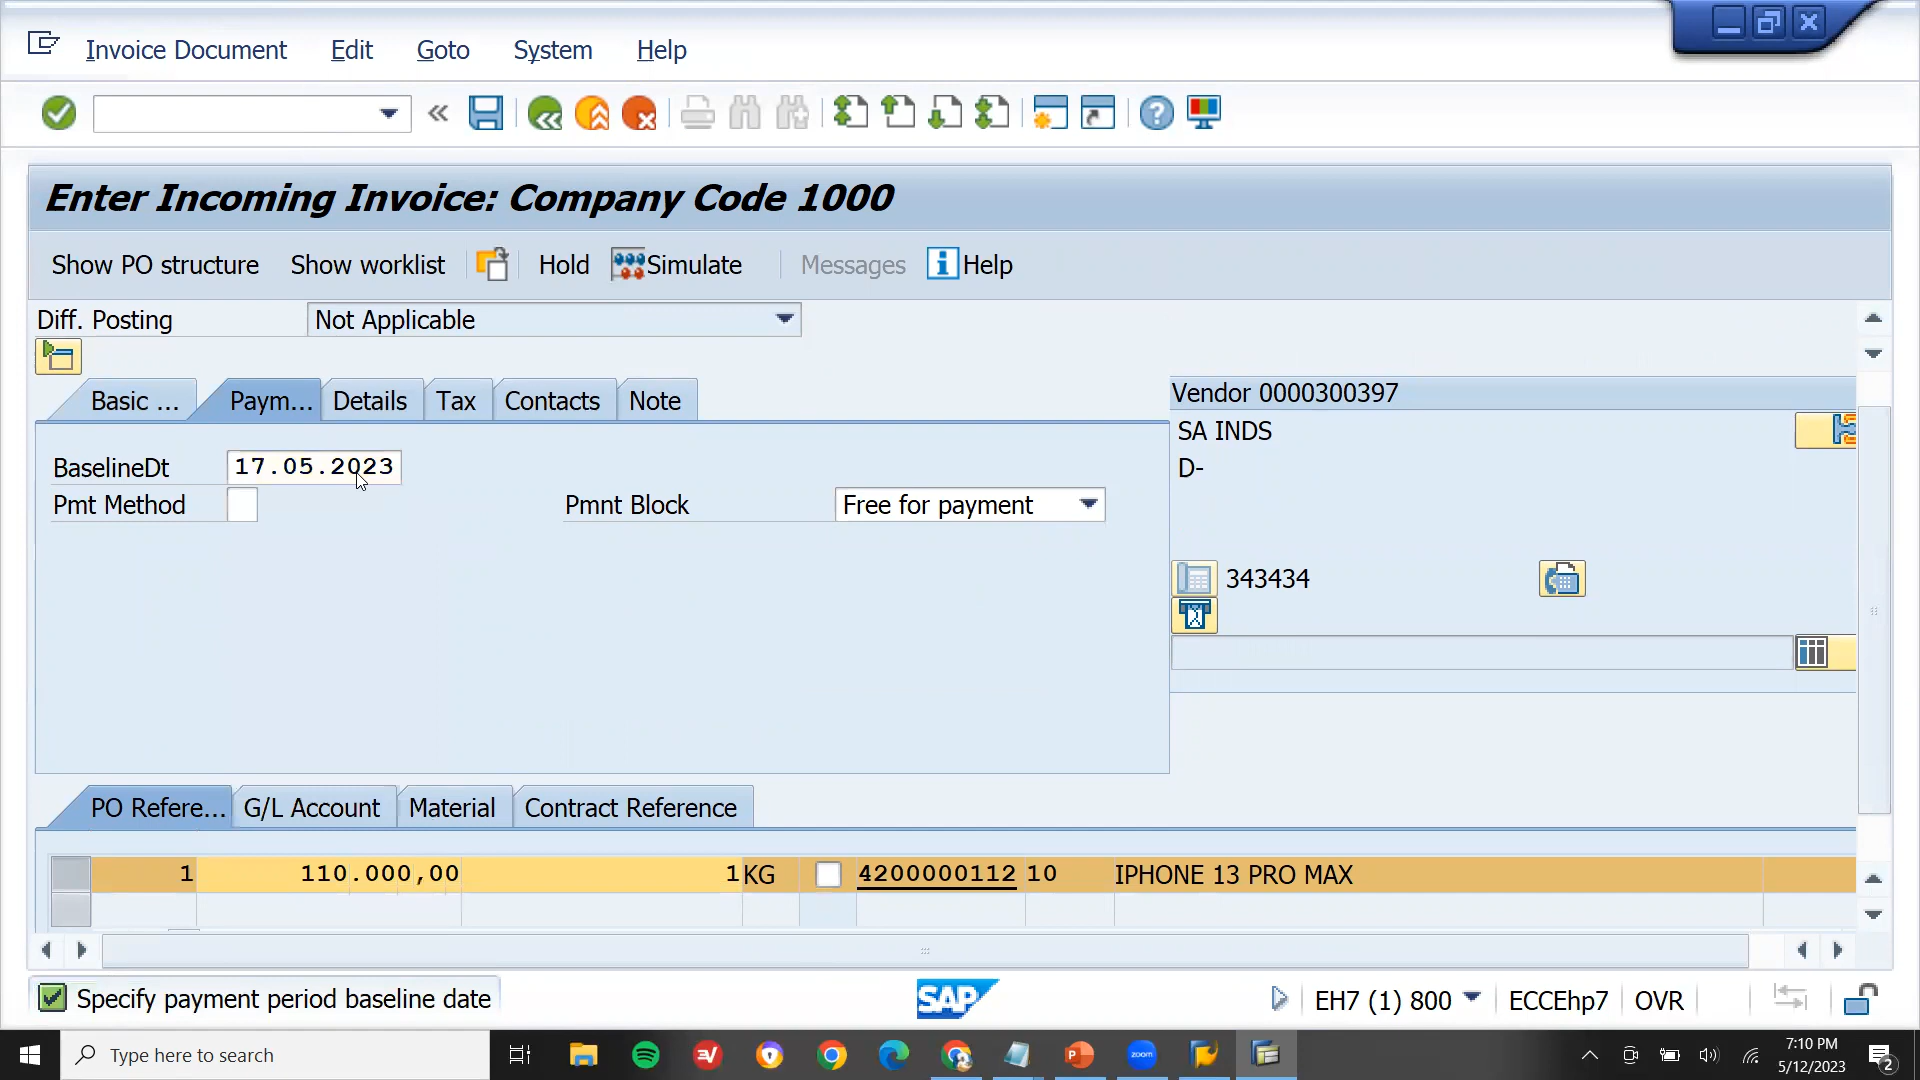 Invoice Document Edit Goto System Help
Enter Incoming Invoice: Company Code 1000
Show PO structure Show worklist Hold Simulate Messages Help
Diff. Posting Not Applicable
Basic ... Paym... Details Tax Contacts Note
Vendor 0000300397
SA INDS
BaselineDt 17.05.2023
D-
Pmt Method Pmnt Block Free for payment
343434
PO Refere... G/L Account Material Contract Reference
1 110.000,00 1 KG 4200000112 10 IPHONE 13 PRO MAX
Specify payment period baseline date SAP EH7 (1) 800 ECCEhp7 OVR
Type here to search
zoom
7:10 PM
5/12/2023
2